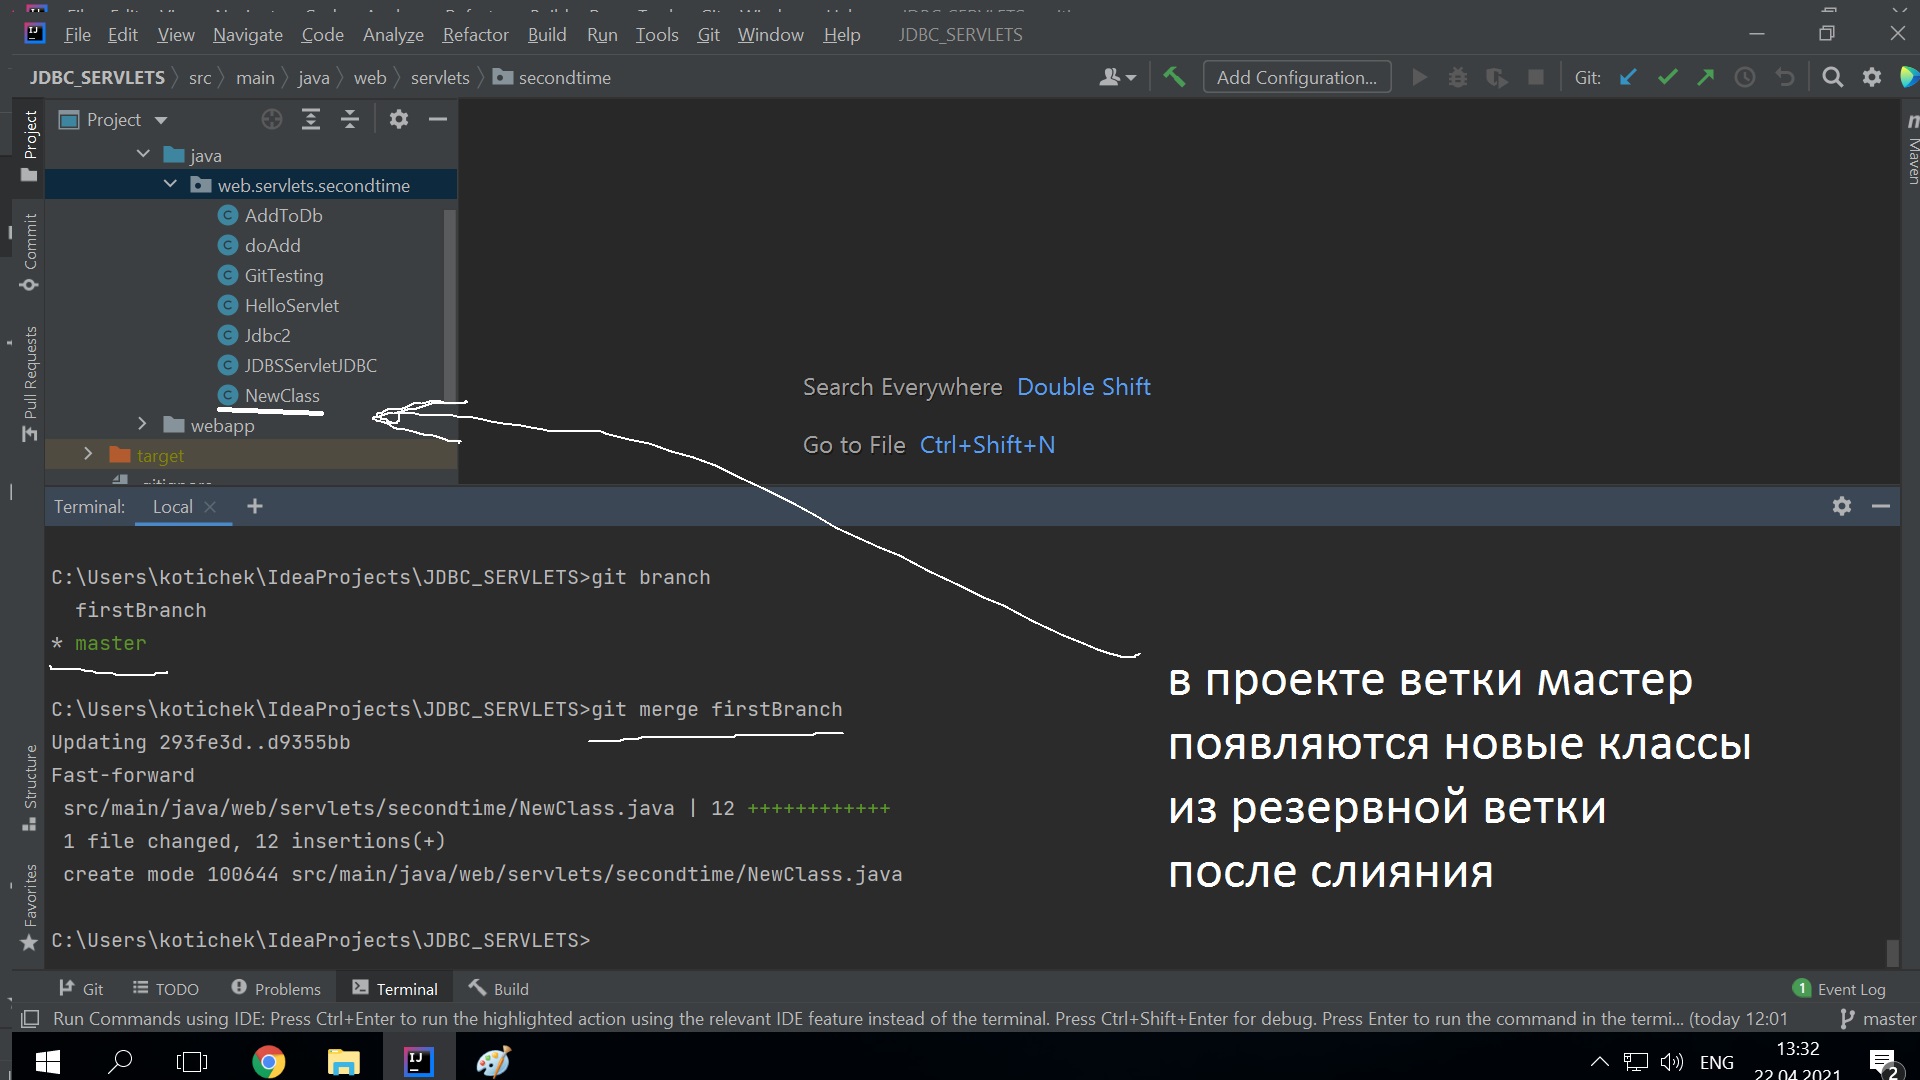 File Edit View Navigate Code Analyze Refactor Build Run Tools Git Window Help JDBC_SERVLETS
JDBC_SERVLETS src main java web servlets secondtime Add Configuration... Git:
Project
Project
java
web.servlets.secondtime
AddToDb
doAdd
GitTesting
HelloServlet
Jdbc2
JDBSServletJDBC
NewClass
webapp
target
.gitignore
Commit
Pull Requests
Structure
Favorites
Maven
Search Everywhere Double Shift
Go to File Ctrl+Shift+N
Terminal: Local
C:\Users\kotichek\IdeaProjects\JDBC_SERVLETS>git branch
firstBranch
* master
C:\Users\kotichek\IdeaProjects\JDBC_SERVLETS>git merge firstBranch
Updating 293fe3d..d9355bb
Fast-forward
src/main/java/web/servlets/secondtime/NewClass.java | 12 ++++++++++++
1 file changed, 12 insertions(+)
create mode 100644 src/main/java/web/servlets/secondtime/NewClass.java
C:\Users\kotichek\IdeaProjects\JDBC_SERVLETS>
в проекте ветки мастер
появляются новые классы
из резервной ветки
после слияния
Git TODO Problems Terminal Build 1 Event Log
Run Commands using IDE: Press Ctrl+Enter to run the highlighted action using the relevant IDE feature instead of the terminal. Press Ctrl+Shift+Enter for debug. Press Enter to run the command in the termi... (today 12:01 master
ENG 13:32
22.04.2021 2